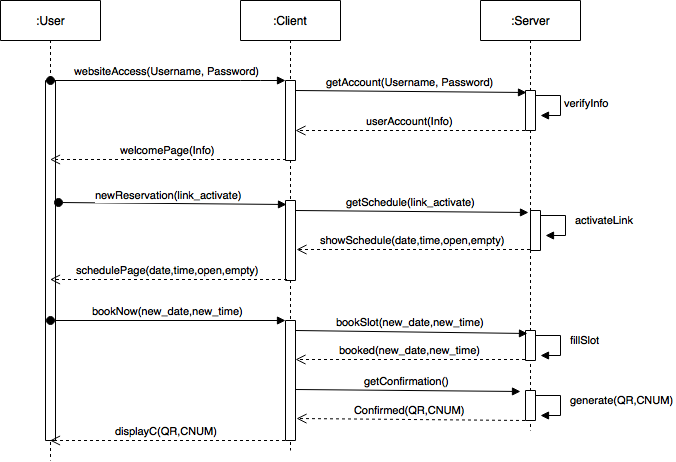 :User
:Client
:Server
websiteAccess(Username, Password)
getAccount(Username, Password)
verifyInfo
userAccount(Info)
welcomePage(Info)
newReservation(link_activate)
getSchedule(link_activate)
activateLink
showSchedule(date,time,open,empty)
schedulePage(date,time,open,empty)
bookNow(new_date,new_time)
bookSlot(new_date,new_time)
fillSlot
booked(new_date,new_time)
getConfirmation()
generate(QR,CNUM)
Confirmed(QR,CNUM)
displayC(QR,CNUM)